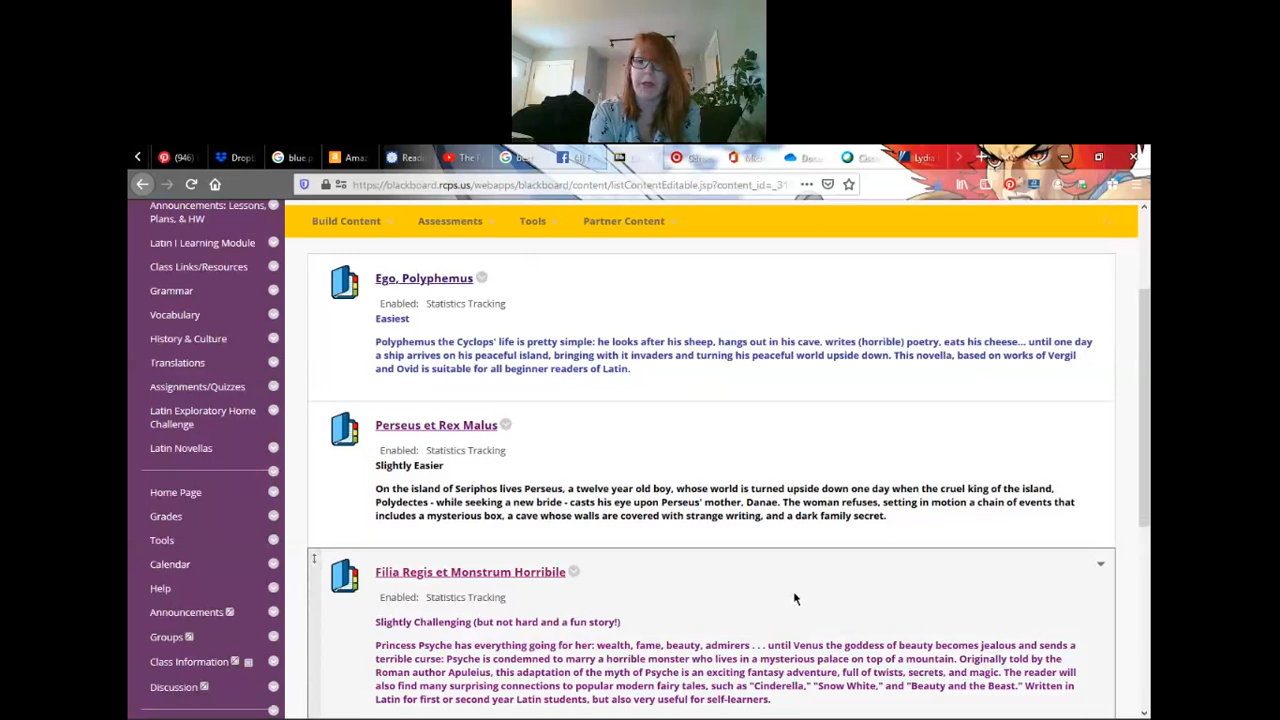 (946)
DropE
blue p
Amaz
Reade
The R
best
Lydia
https://blackboard.rcps.us/webapps/blackboard/content/listContentEditable.jsp?content_id=_31
Build Content
Assessments
Tools
Partner Content
Announcements: Lessons,
Plans, & HW
Latin I Learning Module
Class Links/Resources
Grammar
Vocabulary
History & Culture
Translations
Assignments/Quizzes
Latin Exploratory Home
Challenge
Latin Novellas
Home Page
Grades
Tools
Calendar
Help
Announcements
Groups
Class Information
Discussion
Ego, Polyphemus
Enabled: Statistics Tracking
Easiest
Polyphemus the Cyclops' life is pretty simple: he looks after his sheep, hangs out in his cave, writes (horrible) poetry, eats his cheese... until one day
a ship arrives on his peaceful island, bringing with it invaders and turning his peaceful world upside down. This novella, based on works of Vergil
and Ovid is suitable for all beginner readers of Latin.
Perseus et Rex Malus
Enabled: Statistics Tracking
Slightly Easier
On the island of Seriphos lives Perseus, a twelve year old boy, whose world is turned upside down one day when the cruel king of the island,
Polydectes - while seeking a new bride - casts his eye upon Perseus' mother, Danae. The woman refuses, setting in motion a chain of events that
includes a mysterious box, a cave whose walls are covered with strange writing, and a dark family secret.
Filia Regis et Monstrum Horribile
Enabled: Statistics Tracking
Slightly Challenging (but not hard and a fun story!)
Princess Psyche has everything going for her: wealth, fame, beauty, admirers . . . until Venus the goddess of beauty becomes jealous and sends a
terrible curse: Psyche is condemned to marry a horrible monster who lives in a mysterious palace on top of a mountain. Originally told by the
Roman author Apuleius, this adaptation of the myth of Psyche is an exciting fantasy adventure, full of twists, secrets, and magic. The reader will
also find many surprising connections to popular modern fairy tales, such as "Cinderella," "Snow White," and "Beauty and the Beast." Written in
Latin for first or second year Latin students, but also very useful for self-learners.